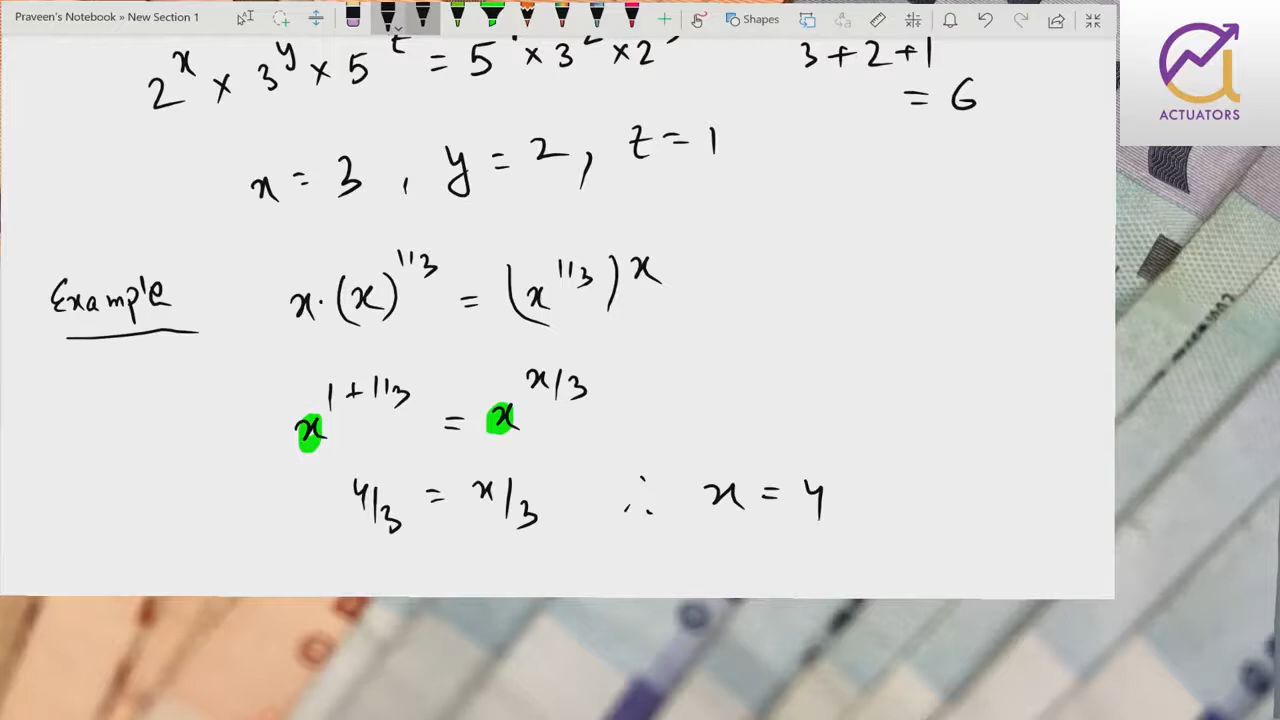 Praveen's Notebook » New Section 1
Shapes
ACTUATORS
2^x × 3^y × 5^z = 5 × 3 × 2
3+2+1
= 6
x = 3 , y = 2 , z = 1
Example x·(x)^1/3 = (x^1/3)^x
x^1+1/3 = x^x/3
4/3 = x/3 ∴ x = 4